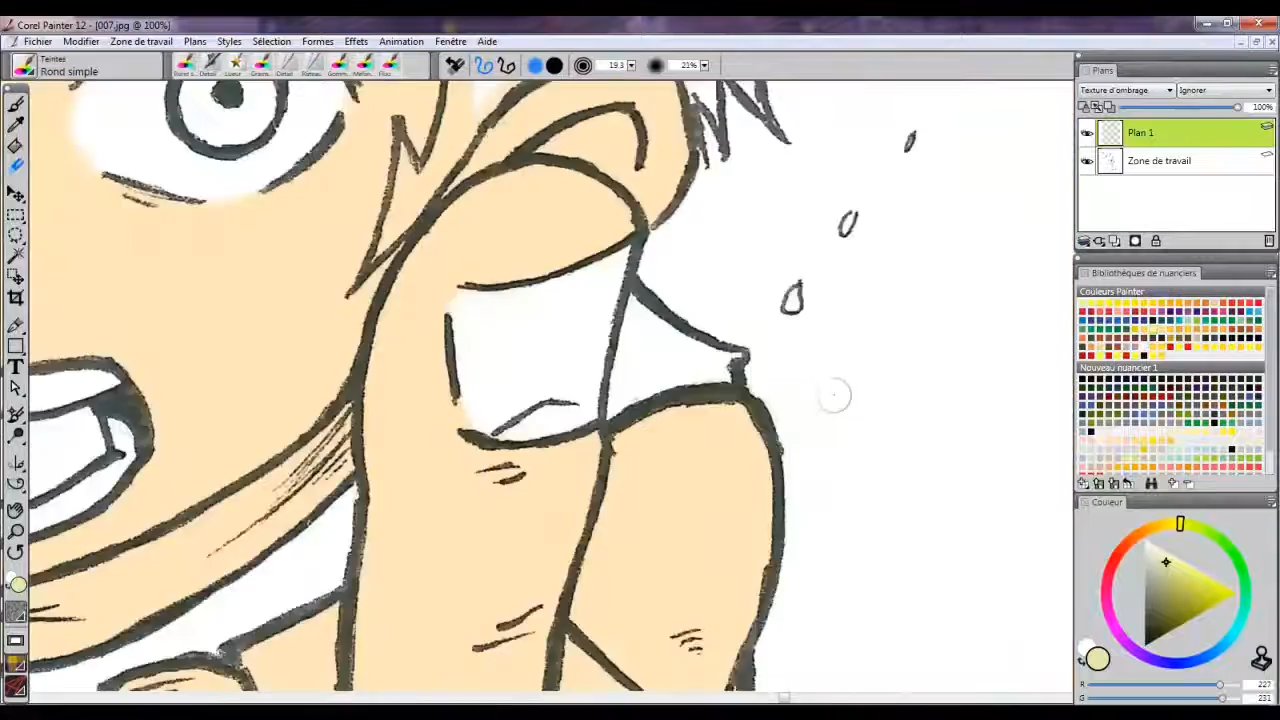 Corel Painter 12 - [007.jpg @ 100%]
Fichier Modifier Zone de travail Plans Styles Sélection Formes Effets Animation Fenêtre Aide
Teintes
Rond simple
19.3
21%
Plans
Texture d'ombrage Ignorer
100%
Plan 1
Zone de travail
Bibliothèques de nuanciers
Couleurs Painter
Nouveau nuancier 1
Couleur
R 227
G 231